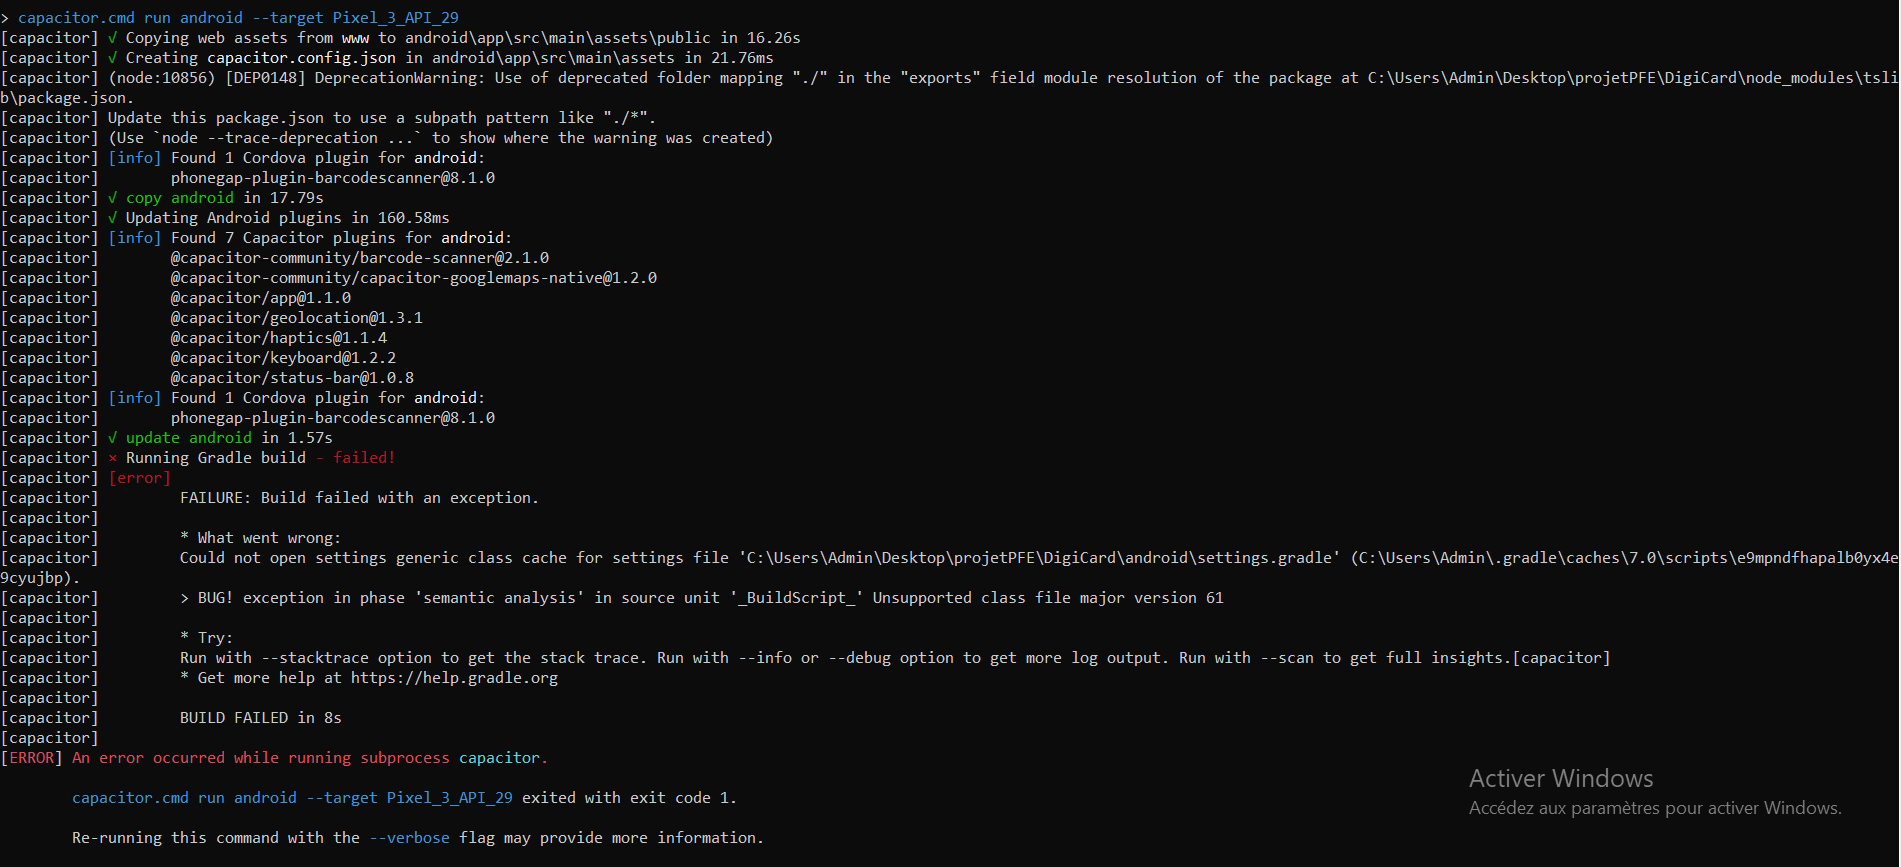 > capacitor.cmd run android --target Pixel_3_API_29
[capacitor] √ Copying web assets from www to android\app\src\main\assets\public in 16.26s
[capacitor] √ Creating capacitor.config.json in android\app\src\main\assets in 21.76ms
[capacitor] (node:10856) [DEP0148] DeprecationWarning: Use of deprecated folder mapping "./" in the "exports" field module resolution of the package at C:\Users\Admin\Desktop\projetPFE\DigiCard\node_modules\tsli
b\package.json.
[capacitor] Update this package.json to use a subpath pattern like "./*".
[capacitor] (Use `node --trace-deprecation ...` to show where the warning was created)
[capacitor] [info] Found 1 Cordova plugin for android:
[capacitor]        phonegap-plugin-barcodescanner@8.1.0
[capacitor] √ copy android in 17.79s
[capacitor] √ Updating Android plugins in 160.58ms
[capacitor] [info] Found 7 Capacitor plugins for android:
[capacitor]        @capacitor-community/barcode-scanner@2.1.0
[capacitor]        @capacitor-community/capacitor-googlemaps-native@1.2.0
[capacitor]        @capacitor/app@1.1.0
[capacitor]        @capacitor/geolocation@1.3.1
[capacitor]        @capacitor/haptics@1.1.4
[capacitor]        @capacitor/keyboard@1.2.2
[capacitor]        @capacitor/status-bar@1.0.8
[capacitor] [info] Found 1 Cordova plugin for android:
[capacitor]        phonegap-plugin-barcodescanner@8.1.0
[capacitor] √ update android in 1.57s
[capacitor] × Running Gradle build - failed!
[capacitor] [error]
[capacitor]         FAILURE: Build failed with an exception.
[capacitor]
[capacitor]         * What went wrong:
[capacitor]         Could not open settings generic class cache for settings file 'C:\Users\Admin\Desktop\projetPFE\DigiCard\android\settings.gradle' (C:\Users\Admin\.gradle\caches\7.0\scripts\e9mpndfhapalb0yx4e
9cyujbp).
[capacitor]         > BUG! exception in phase 'semantic analysis' in source unit '_BuildScript_' Unsupported class file major version 61
[capacitor]
[capacitor]         * Try:
[capacitor]         Run with --stacktrace option to get the stack trace. Run with --info or --debug option to get more log output. Run with --scan to get full insights.[capacitor]
[capacitor]         * Get more help at https://help.gradle.org
[capacitor]
[capacitor]         BUILD FAILED in 8s
[capacitor]
[ERROR] An error occurred while running subprocess capacitor.
        capacitor.cmd run android --target Pixel_3_API_29 exited with exit code 1.
        Re-running this command with the --verbose flag may provide more information.
Activer Windows
Accédez aux paramètres pour activer Windows.